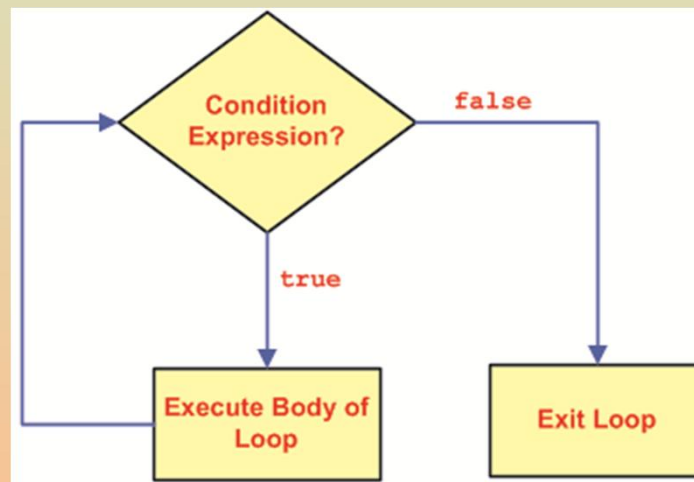 Condition
Expression?
false
true
Execute Body of
Loop
Exit Loop